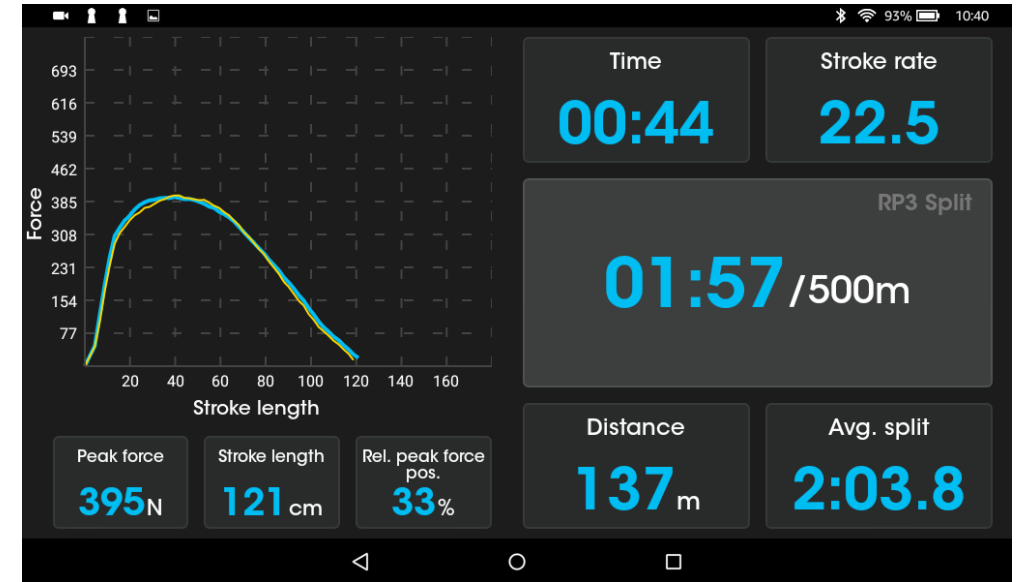 93% 10:40
693
616
539
462
385
308
231
154
77
Force
20 40 60 80 100 120 140 160
Stroke length
Peak force
395N
Stroke length
121 cm
Rel. peak force
pos.
33%
Time
00:44
Stroke rate
22.5
RP3 Split
01:57/500m
Distance
137m
Avg. split
2:03.8